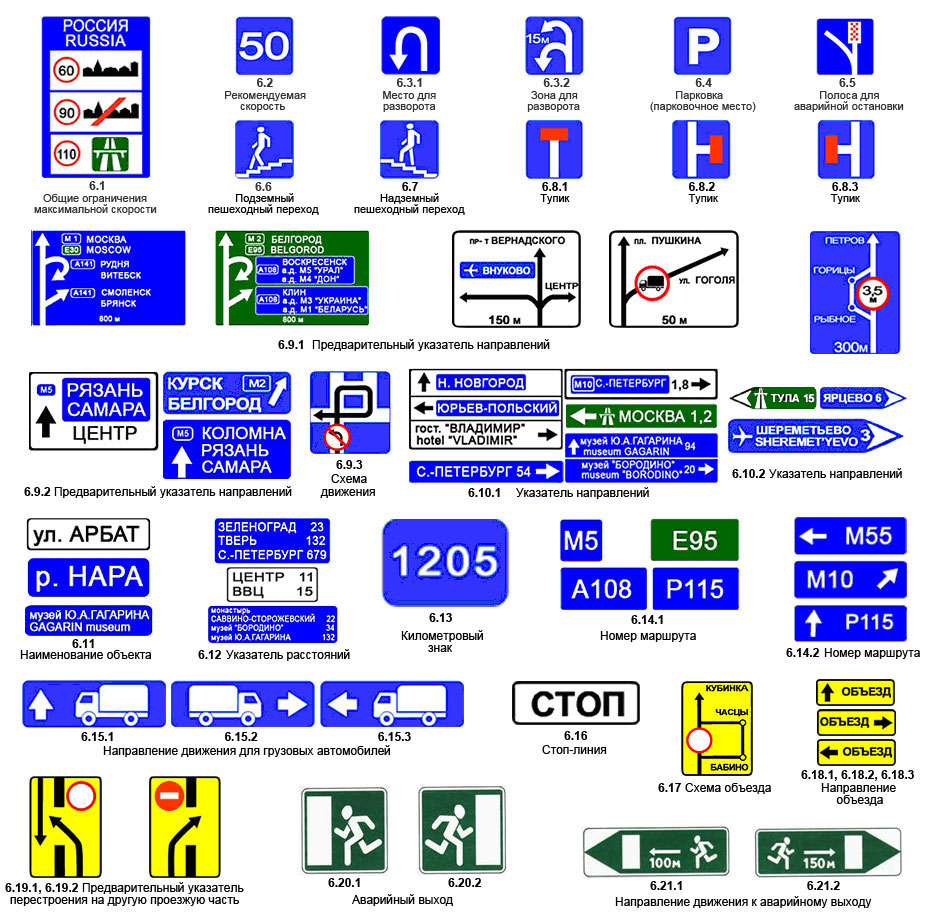 РОССИЯ
RUSSIA
60
90
110
6.1
Общие ограничения
максимальной скорости
50
6.2
Рекомендуемая
скорость
6.3.1
Место для
разворота
15м
6.3.2
Зона для
разворота
P
6.4
Парковка
(парковочное место)
6.5
Полоса для
аварийной остановки
6.6
Подземный
пешеходный переход
6.7
Надземный
пешеходный переход
6.8.1
Тупик
6.8.2
Тупик
6.8.3
Тупик
М 1 МОСКВА
E30 MOSCOW
А141 РУДНЯ
ВИТЕБСК
А141 СМОЛЕНСК
БРЯНСК
800 м
М 2 БЕЛГОРОД
E95 BELGOROD
ВОСКРЕСЕНСК
А108 а.д. М5 "УРАЛ"
а.д. М4 "ДОН"
КЛИН
А108 а.д. М3 "УКРАИНА"
а.д. М1 "БЕЛАРУСЬ"
800 м
пр- т ВЕРНАДСКОГО
ВНУКОВО
ЦЕНТР
150 м
пл. ПУШКИНА
ул. ГОГОЛЯ
50 м
ПЕТРОВ
ГОРИЦЫ
3,5
м
РЫБНОЕ
300м
6.9.1 Предварительный указатель направлений
М5 РЯЗАНЬ
САМАРА
ЦЕНТР
КУРСК М2
БЕЛГОРОД
М5 КОЛОМНА
РЯЗАНЬ
САМАРА
6.9.2 Предварительный указатель направлений
6.9.3
Схема
движения
Н. НОВГОРОД
ЮРЬЕВ-ПОЛЬСКИЙ
гост. "ВЛАДИМИР"
hotel "VLADIMIR"
С.-ПЕТЕРБУРГ 54
М10 С.-ПЕТЕРБУРГ 1,8
МОСКВА 1,2
музей Ю.А.ГАГАРИНА 94
museum GAGARIN
музей "БОРОДИНО" 20
museum "BORODINO"
6.10.1 Указатель направлений
ТУЛА 15
ЯРЦЕВО 6
ШЕРЕМЕТЬЕВО 3
SHEREMET'YEVO
6.10.2 Указатель направлений
ул. АРБАТ
р. НАРА
музей Ю.А.ГАГАРИНА
GAGARIN museum
6.11
Наименование объекта
ЗЕЛЕНОГРАД 23
ТВЕРЬ 132
С.-ПЕТЕРБУРГ 679
ЦЕНТР 11
ВВЦ 15
монастырь
САВВИНО-СТОРОЖЕВСКИЙ 22
музей "БОРОДИНО" 34
музей Ю.А.ГАГАРИНА 132
6.12 Указатель расстояний
1205
6.13
Километровый
знак
М5
E95
А108
Р115
6.14.1
Номер маршрута
М55
М10
Р115
6.14.2 Номер маршрута
6.15.1
6.15.2
6.15.3
Направление движения для грузовых автомобилей
СТОП
6.16
Стоп-линия
КУБИНКА
ЧАСЦЫ
БАБИНО
6.17 Схема объезда
ОБЪЕЗД
ОБЪЕЗД
ОБЪЕЗД
6.18.1, 6.18.2, 6.18.3
Направление
объезда
6.19.1, 6.19.2 Предварительный указатель
перестроения на другую проезжую часть
6.20.1
6.20.2
Аварийный выход
100м
150м
6.21.1
6.21.2
Направление движения к аварийному выходу